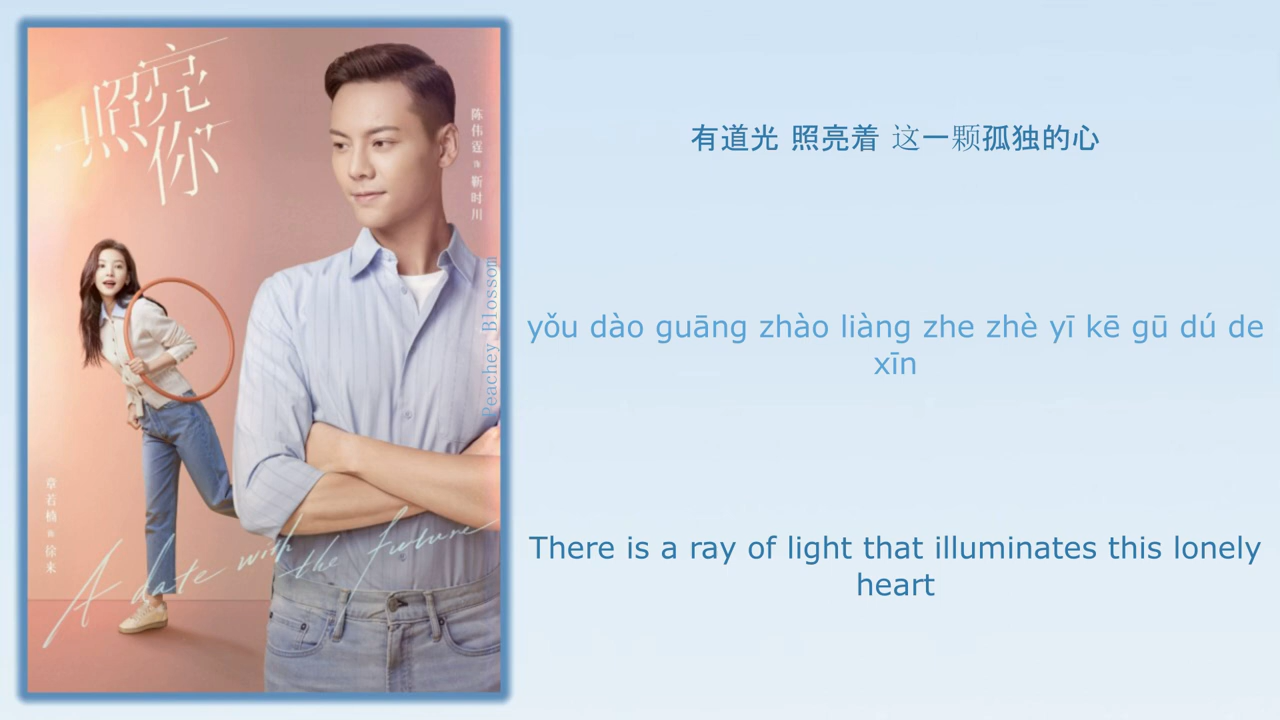 照亮
你
陈伟霆 饰 靳时川
Peachey Blossom
章若楠 饰 徐来
A date with the future
有道光 照亮着 这一颗孤独的心
yǒu dào guāng zhào liàng zhe zhè yī kē gū dú de
xīn
There is a ray of light that illuminates this lonely
heart